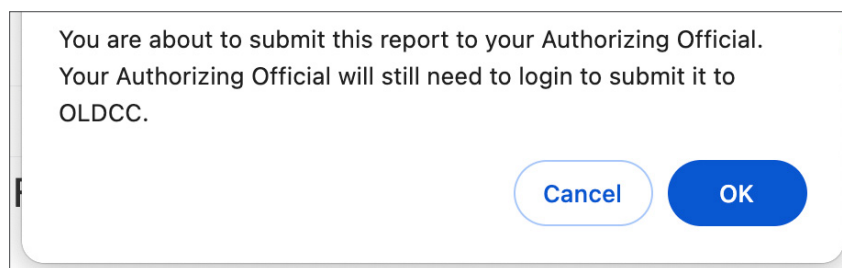 You are about to submit this report to your Authorizing Official.
Your Authorizing Official will still need to login to submit it to
OLDCC.
Cancel
OK